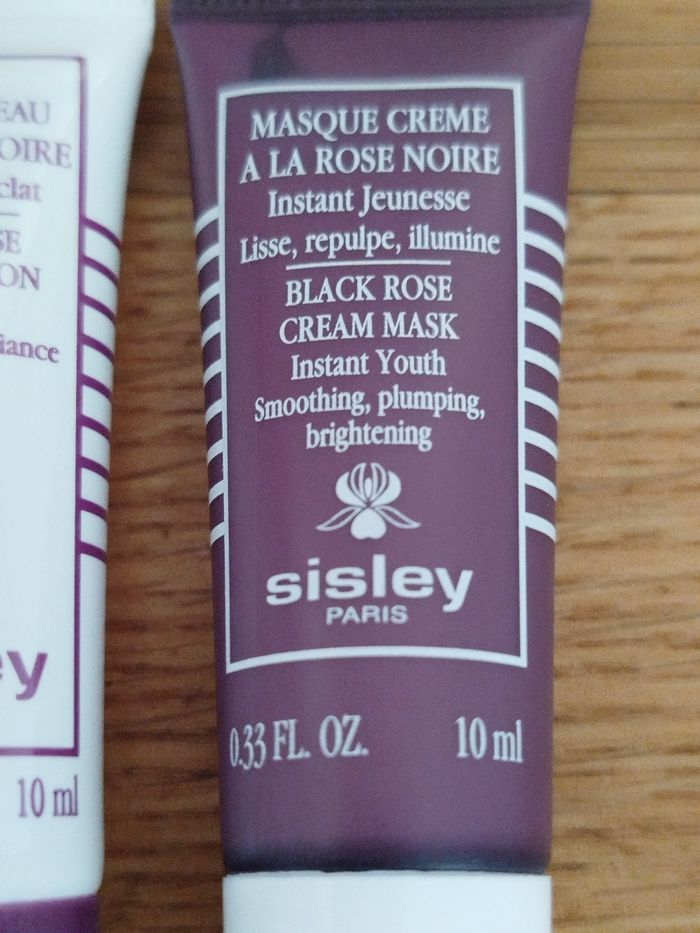 EAU
OIRE
clat
SE
ON
iance
ey
10 ml
MASQUE CREME
A LA ROSE NOIRE
Instant Jeunesse
Lisse, repulpe, illumine
BLACK ROSE
CREAM MASK
Instant Youth
Smoothing, plumping,
brightening
sisley
PARIS
0.33 FL. OZ. 10 ml